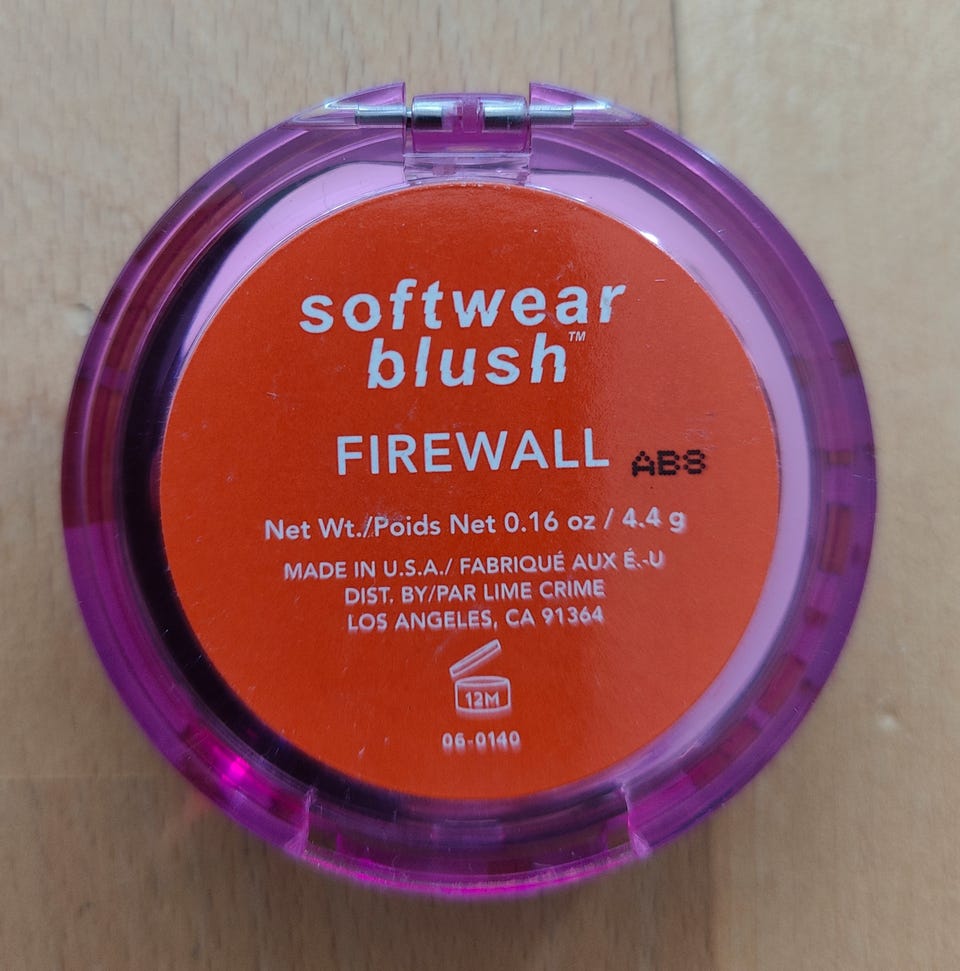 softwear
blush™
FIREWALL
AB8
Net Wt./Poids Net 0.16 oz / 4.4 g
MADE IN U.S.A./ FABRIQUÉ AUX É.-U
DIST. BY/PAR LIME CRIME
LOS ANGELES, CA 91364
12M
06-0140